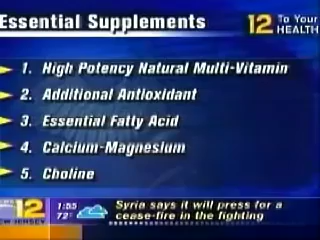 Essential Supplements
12 To Your
HEALTH
1. High Potency Natural Multi-Vitamin
2. Additional Antioxidant
3. Essential Fatty Acid
4. Calcium-Magnesium
5. Choline
12
NEW JERSEY
1:55
72°
Syria says it will press for a
cease-fire in the fighting